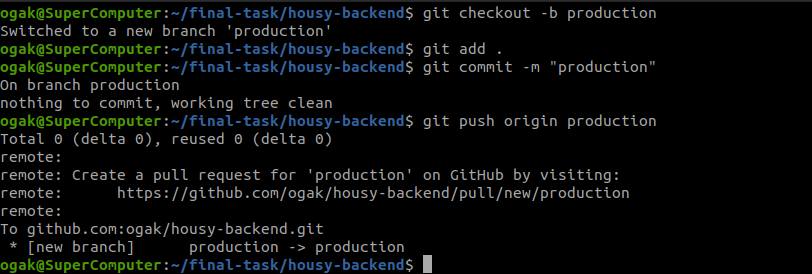 ogak@SuperComputer:~/final-task/housy-backend$ git checkout -b production
Switched to a new branch 'production'
ogak@SuperComputer:~/final-task/housy-backend$ git add .
ogak@SuperComputer:~/final-task/housy-backend$ git commit -m "production"
On branch production
nothing to commit, working tree clean
ogak@SuperComputer:~/final-task/housy-backend$ git push origin production
Total 0 (delta 0), reused 0 (delta 0)
remote:
remote: Create a pull request for 'production' on GitHub by visiting:
remote:      https://github.com/ogak/housy-backend/pull/new/production
remote:
To github.com:ogak/housy-backend.git
 * [new branch]      production -> production
ogak@SuperComputer:~/final-task/housy-backend$